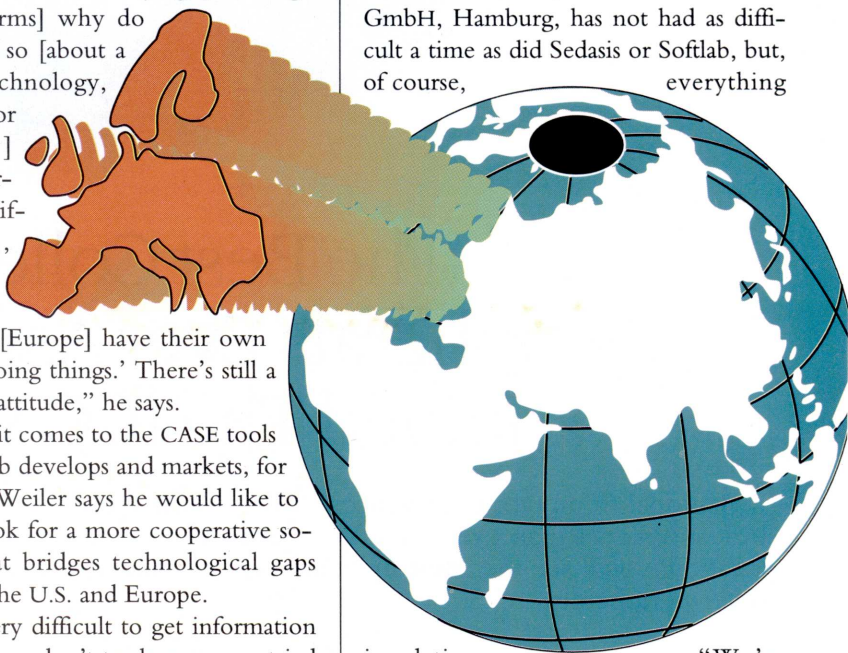 rms] why do
so [about a
chnology,
or
]
r-
if-
,
[Europe] have their own
oing things.' There's still a
attitude," he says.
it comes to the CASE tools
b develops and markets, for
Weiler says he would like to
ok for a more cooperative so-
at bridges technological gaps
he U.S. and Europe.
ery difficult to get information
GmbH, Hamburg, has not had as diffi-
cult a time as did Sedasis or Softlab, but,
of course, everything